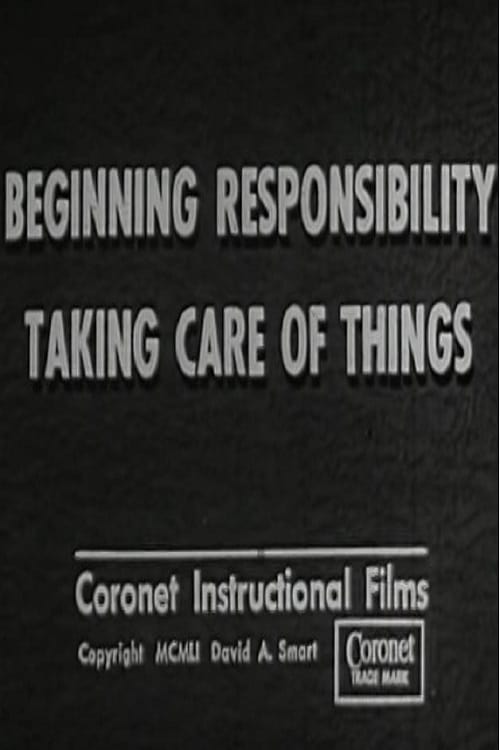 BEGINNING RESPONSIBILITY
TAKING CARE OF THINGS
Coronet Instructional Films
Copyright MCMLI David A. Smart
Coronet
TRADE MARK